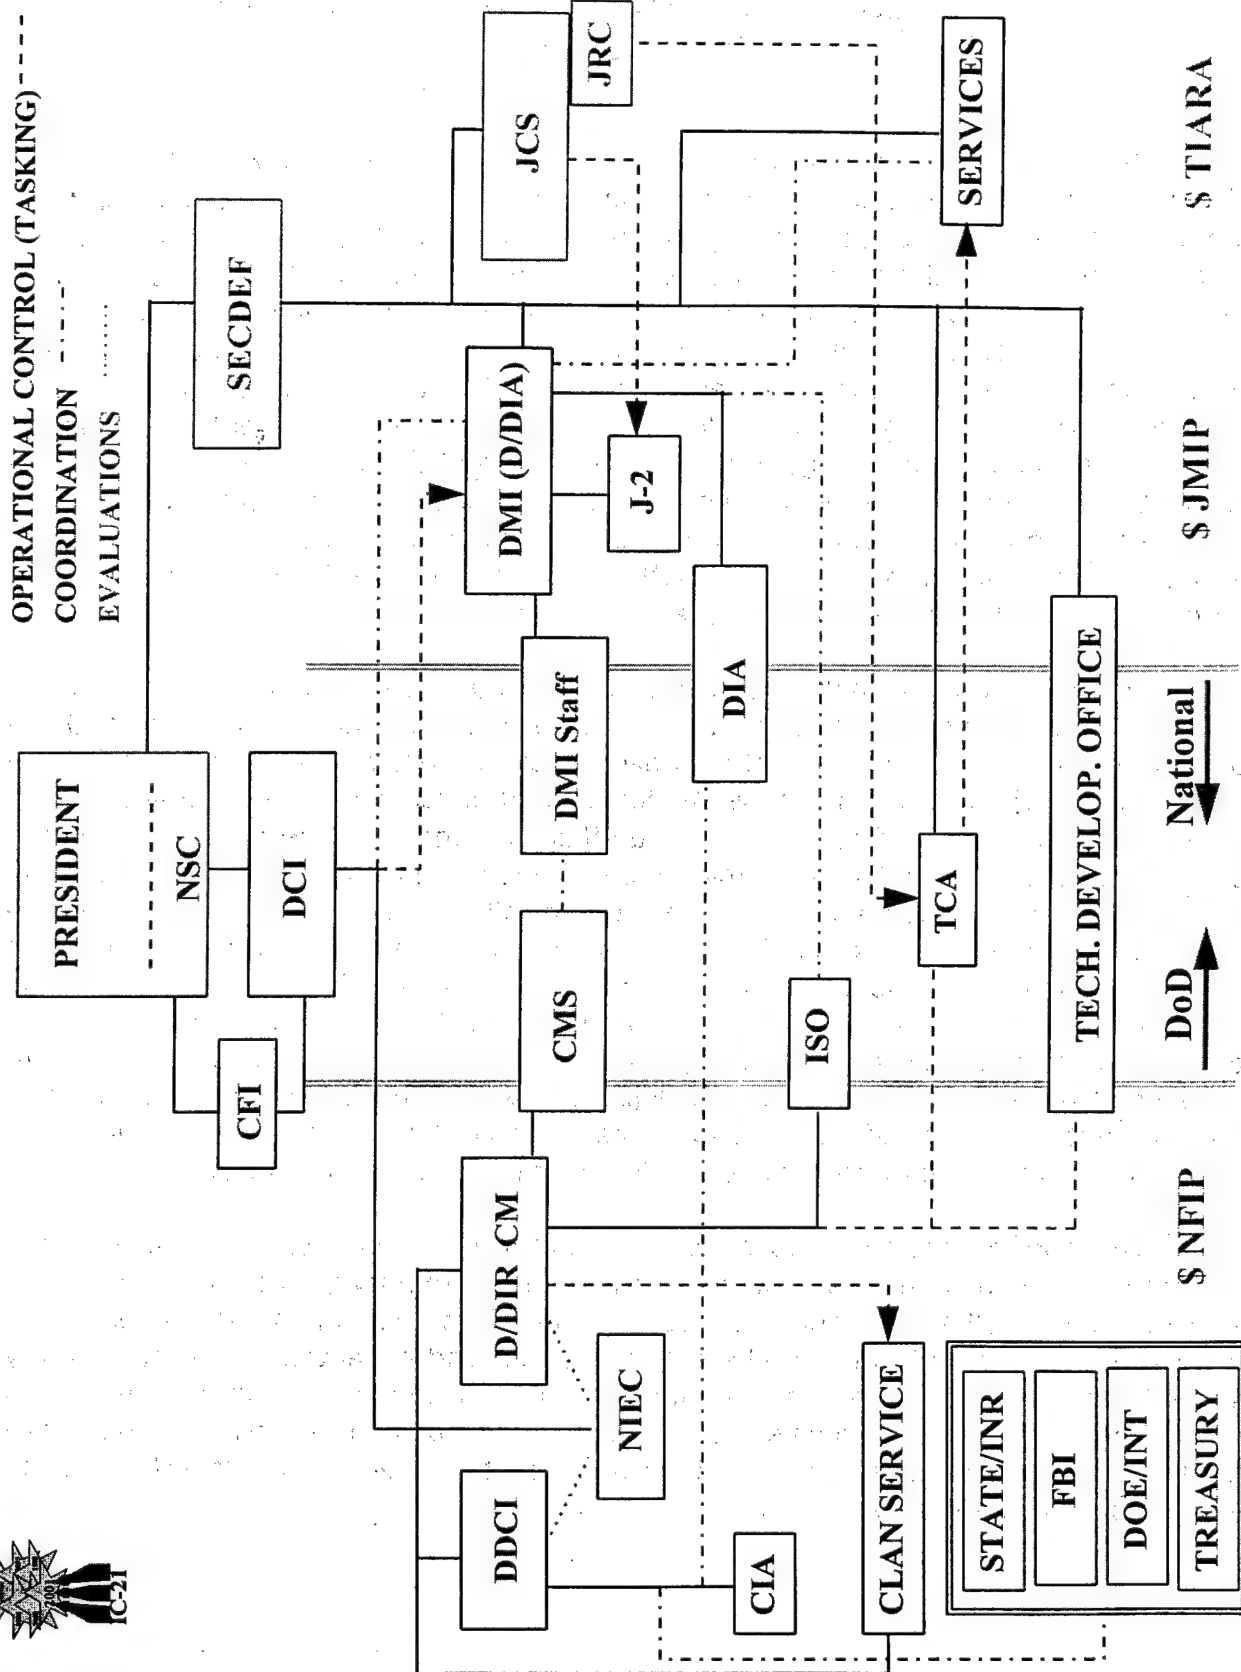 OPERATIONAL CONTROL (TASKING)
COORDINATION
EVALUATIONS
2001
IC-21
PRESIDENT
NSC
SECDEF
CFI
DCI
JCS
JRC
DDCI
D/DIR CM
CMS
DMI Staff
DMI (D/DIA)
NIEC
J-2
CIA
DIA
ISO
CLAN SERVICE
TCA
SERVICES
STATE/INR
FBI
DOE/INT
TREASURY
TECH. DEVELOP. OFFICE
DoD
National
$ NFIP
$ JMIP
$ TIARA